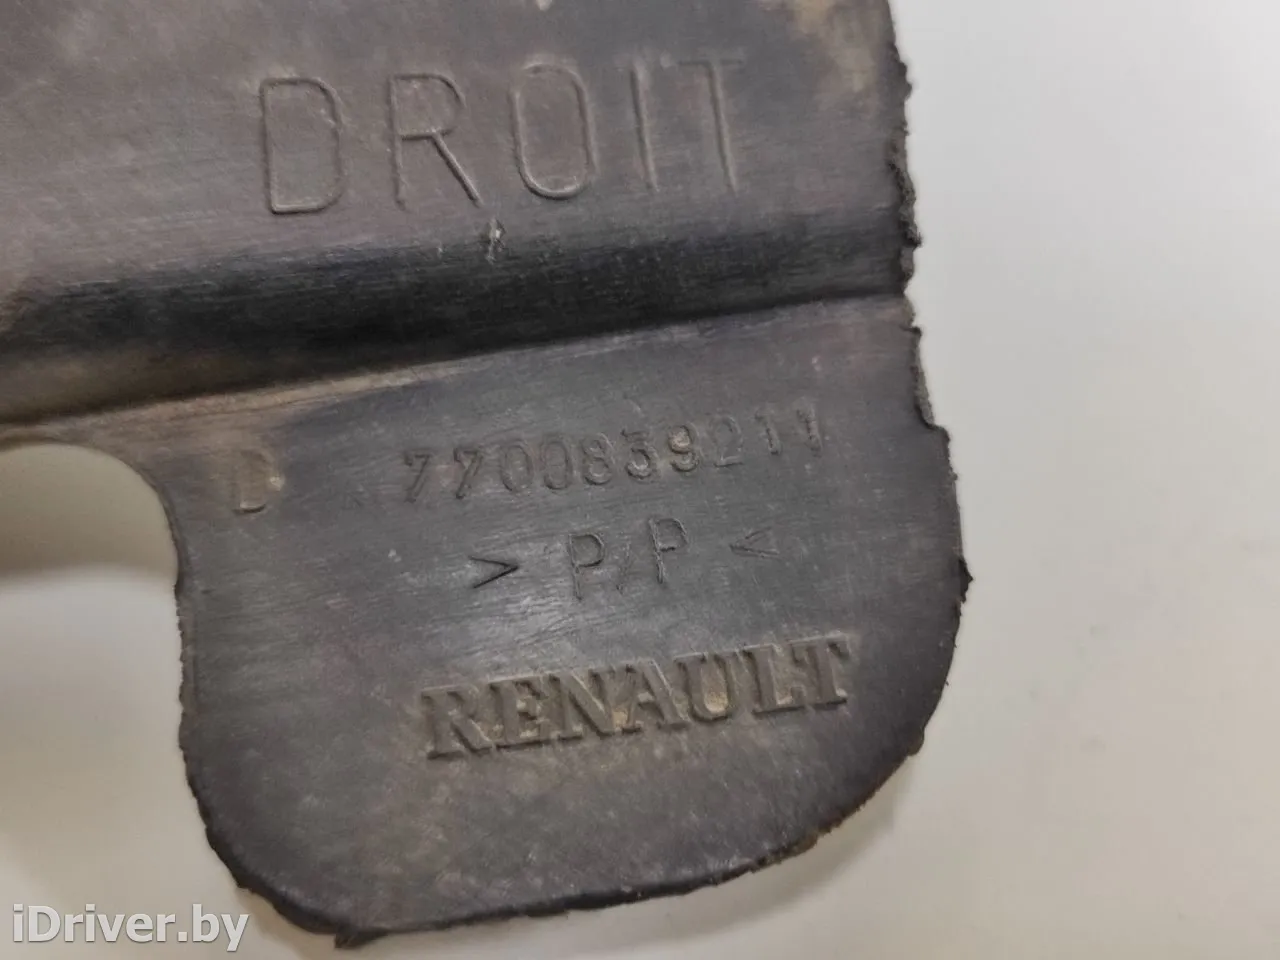 DROIT
D 7700839211
> P/P <
RENAULT
iDriver.by